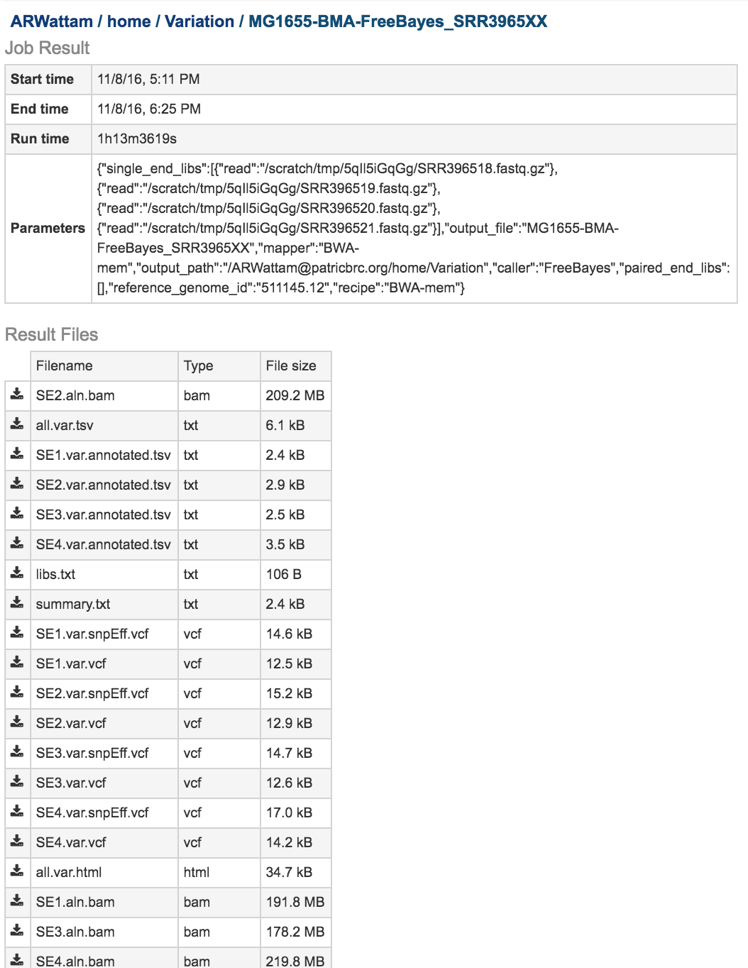 ARWattam / home / Variation / MG1655-BMA-FreeBayes_SRR3965XX
Job Result
Start time 11/8/16, 5:11 PM
End time 11/8/16, 6:25 PM
Run time 1h13m3619s
Parameters {"single_end_libs":[{"read":"/scratch/tmp/5qIl5iGqGg/SRR396518.fastq.gz"},
{"read":"/scratch/tmp/5qIl5iGqGg/SRR396519.fastq.gz"},
{"read":"/scratch/tmp/5qIl5iGqGg/SRR396520.fastq.gz"},
{"read":"/scratch/tmp/5qIl5iGqGg/SRR396521.fastq.gz"}],"output_file":"MG1655-BMA-
FreeBayes_SRR3965XX","mapper":"BWA-
mem","output_path":"/ARWattam@patricbrc.org/home/Variation","caller":"FreeBayes","paired_end_libs":
[],"reference_genome_id":"511145.12","recipe":"BWA-mem"}
Result Files
Filename Type File size
SE2.aln.bam bam 209.2 MB
all.var.tsv txt 6.1 kB
SE1.var.annotated.tsv txt 2.4 kB
SE2.var.annotated.tsv txt 2.9 kB
SE3.var.annotated.tsv txt 2.5 kB
SE4.var.annotated.tsv txt 3.5 kB
libs.txt txt 106 B
summary.txt txt 2.4 kB
SE1.var.snpEff.vcf vcf 14.6 kB
SE1.var.vcf vcf 12.5 kB
SE2.var.snpEff.vcf vcf 15.2 kB
SE2.var.vcf vcf 12.9 kB
SE3.var.snpEff.vcf vcf 14.7 kB
SE3.var.vcf vcf 12.6 kB
SE4.var.snpEff.vcf vcf 17.0 kB
SE4.var.vcf vcf 14.2 kB
all.var.html html 34.7 kB
SE1.aln.bam bam 191.8 MB
SE3.aln.bam bam 178.2 MB
SE4.aln.bam bam 219.8 MB